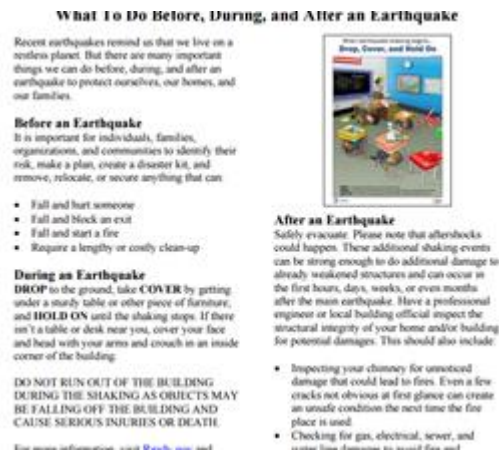 What To Do Before, During, and After an Earthquake
Recent earthquakes remind us that we live on a
restless planet. But there are many important
things we can do before, during, and after an
earthquake to protect ourselves, our homes, and
our families.
Before an Earthquake
It is important for individuals, families,
organizations, and communities to identify their
risk, make a plan, create a disaster kit, and
remove, relocate, or secure anything that can:
• Fall and hurt someone
• Fall and block an exit
• Fall and start a fire
• Require a lengthy or costly clean-up
During an Earthquake
DROP to the ground, take COVER by getting
under a sturdy table or other piece of furniture,
and HOLD ON until the shaking stops. If there
isn't a table or desk near you, cover your face
and head with your arms and crouch in an inside
corner of the building.
DO NOT RUN OUT OF THE BUILDING
DURING THE SHAKING AS OBJECTS MAY
BE FALLING OFF THE BUILDING AND
CAUSE SERIOUS INJURIES OR DEATH.
For more information, visit Ready.gov and
Drop, Cover, and Hold On
After an Earthquake
Safely evacuate. Please note that aftershocks
could happen. These additional shaking events
can be strong enough to do additional damage to
already weakened structures and can occur in
the first hours, days, weeks, or even months
after the main earthquake. Have a professional
engineer or local building official inspect the
structural integrity of your home and/or building
for potential damages. This should also include:
• Inspecting your chimney for unnoticed
damage that could lead to fires. Even a few
cracks not obvious at first glance can create
an unsafe condition the next time the fire
place is used.
• Checking for gas, electrical, sewer, and
water line damages to avoid fire and